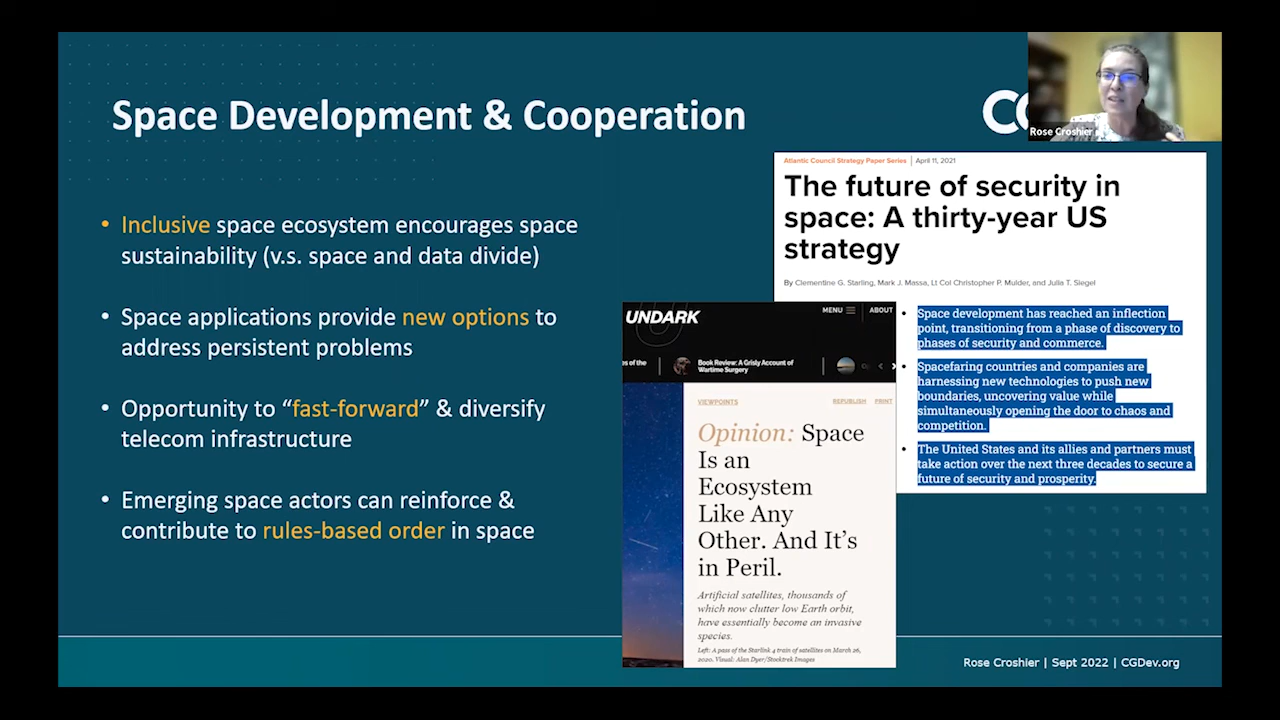 Space Development & Cooperation
Rose Croshier
• Inclusive space ecosystem encourages space
sustainability (v.s. space and data divide)
• Space applications provide new options to
address persistent problems
• Opportunity to “fast-forward” & diversify
telecom infrastructure
• Emerging space actors can reinforce &
contribute to rules-based order in space
Atlantic Council Strategy Paper Series | April 11, 2021
The future of security in
space: A thirty-year US
strategy
By Clementine G. Starling, Mark J. Massa, Lt Col Christopher P. Mulder, and Julia T. Siegel
• Space development has reached an inflection
point, transitioning from a phase of discovery to
phases of security and commerce.
• Spacefaring countries and companies are
harnessing new technologies to push new
boundaries, uncovering value while
simultaneously opening the door to chaos and
competition.
• The United States and its allies and partners must
take action over the next three decades to secure a
future of security and prosperity.
UNDARK
MENU
ABOUT
es of the
Book Review: A Grisly Account of
Wartime Surgery
VIEWPOINTS
REPUBLISH
PRINT
Opinion: Space
Is an
Ecosystem
Like Any
Other. And It’s
in Peril.
Artificial satellites, thousands of
which now clutter low Earth orbit,
have essentially become an invasive
species.
Left: A pass of the Starlink 4 train of satellites on March 26,
2020. Visual: Alan Dyer/Stocktrek Images
Rose Croshier | Sept 2022 | CGDev.org